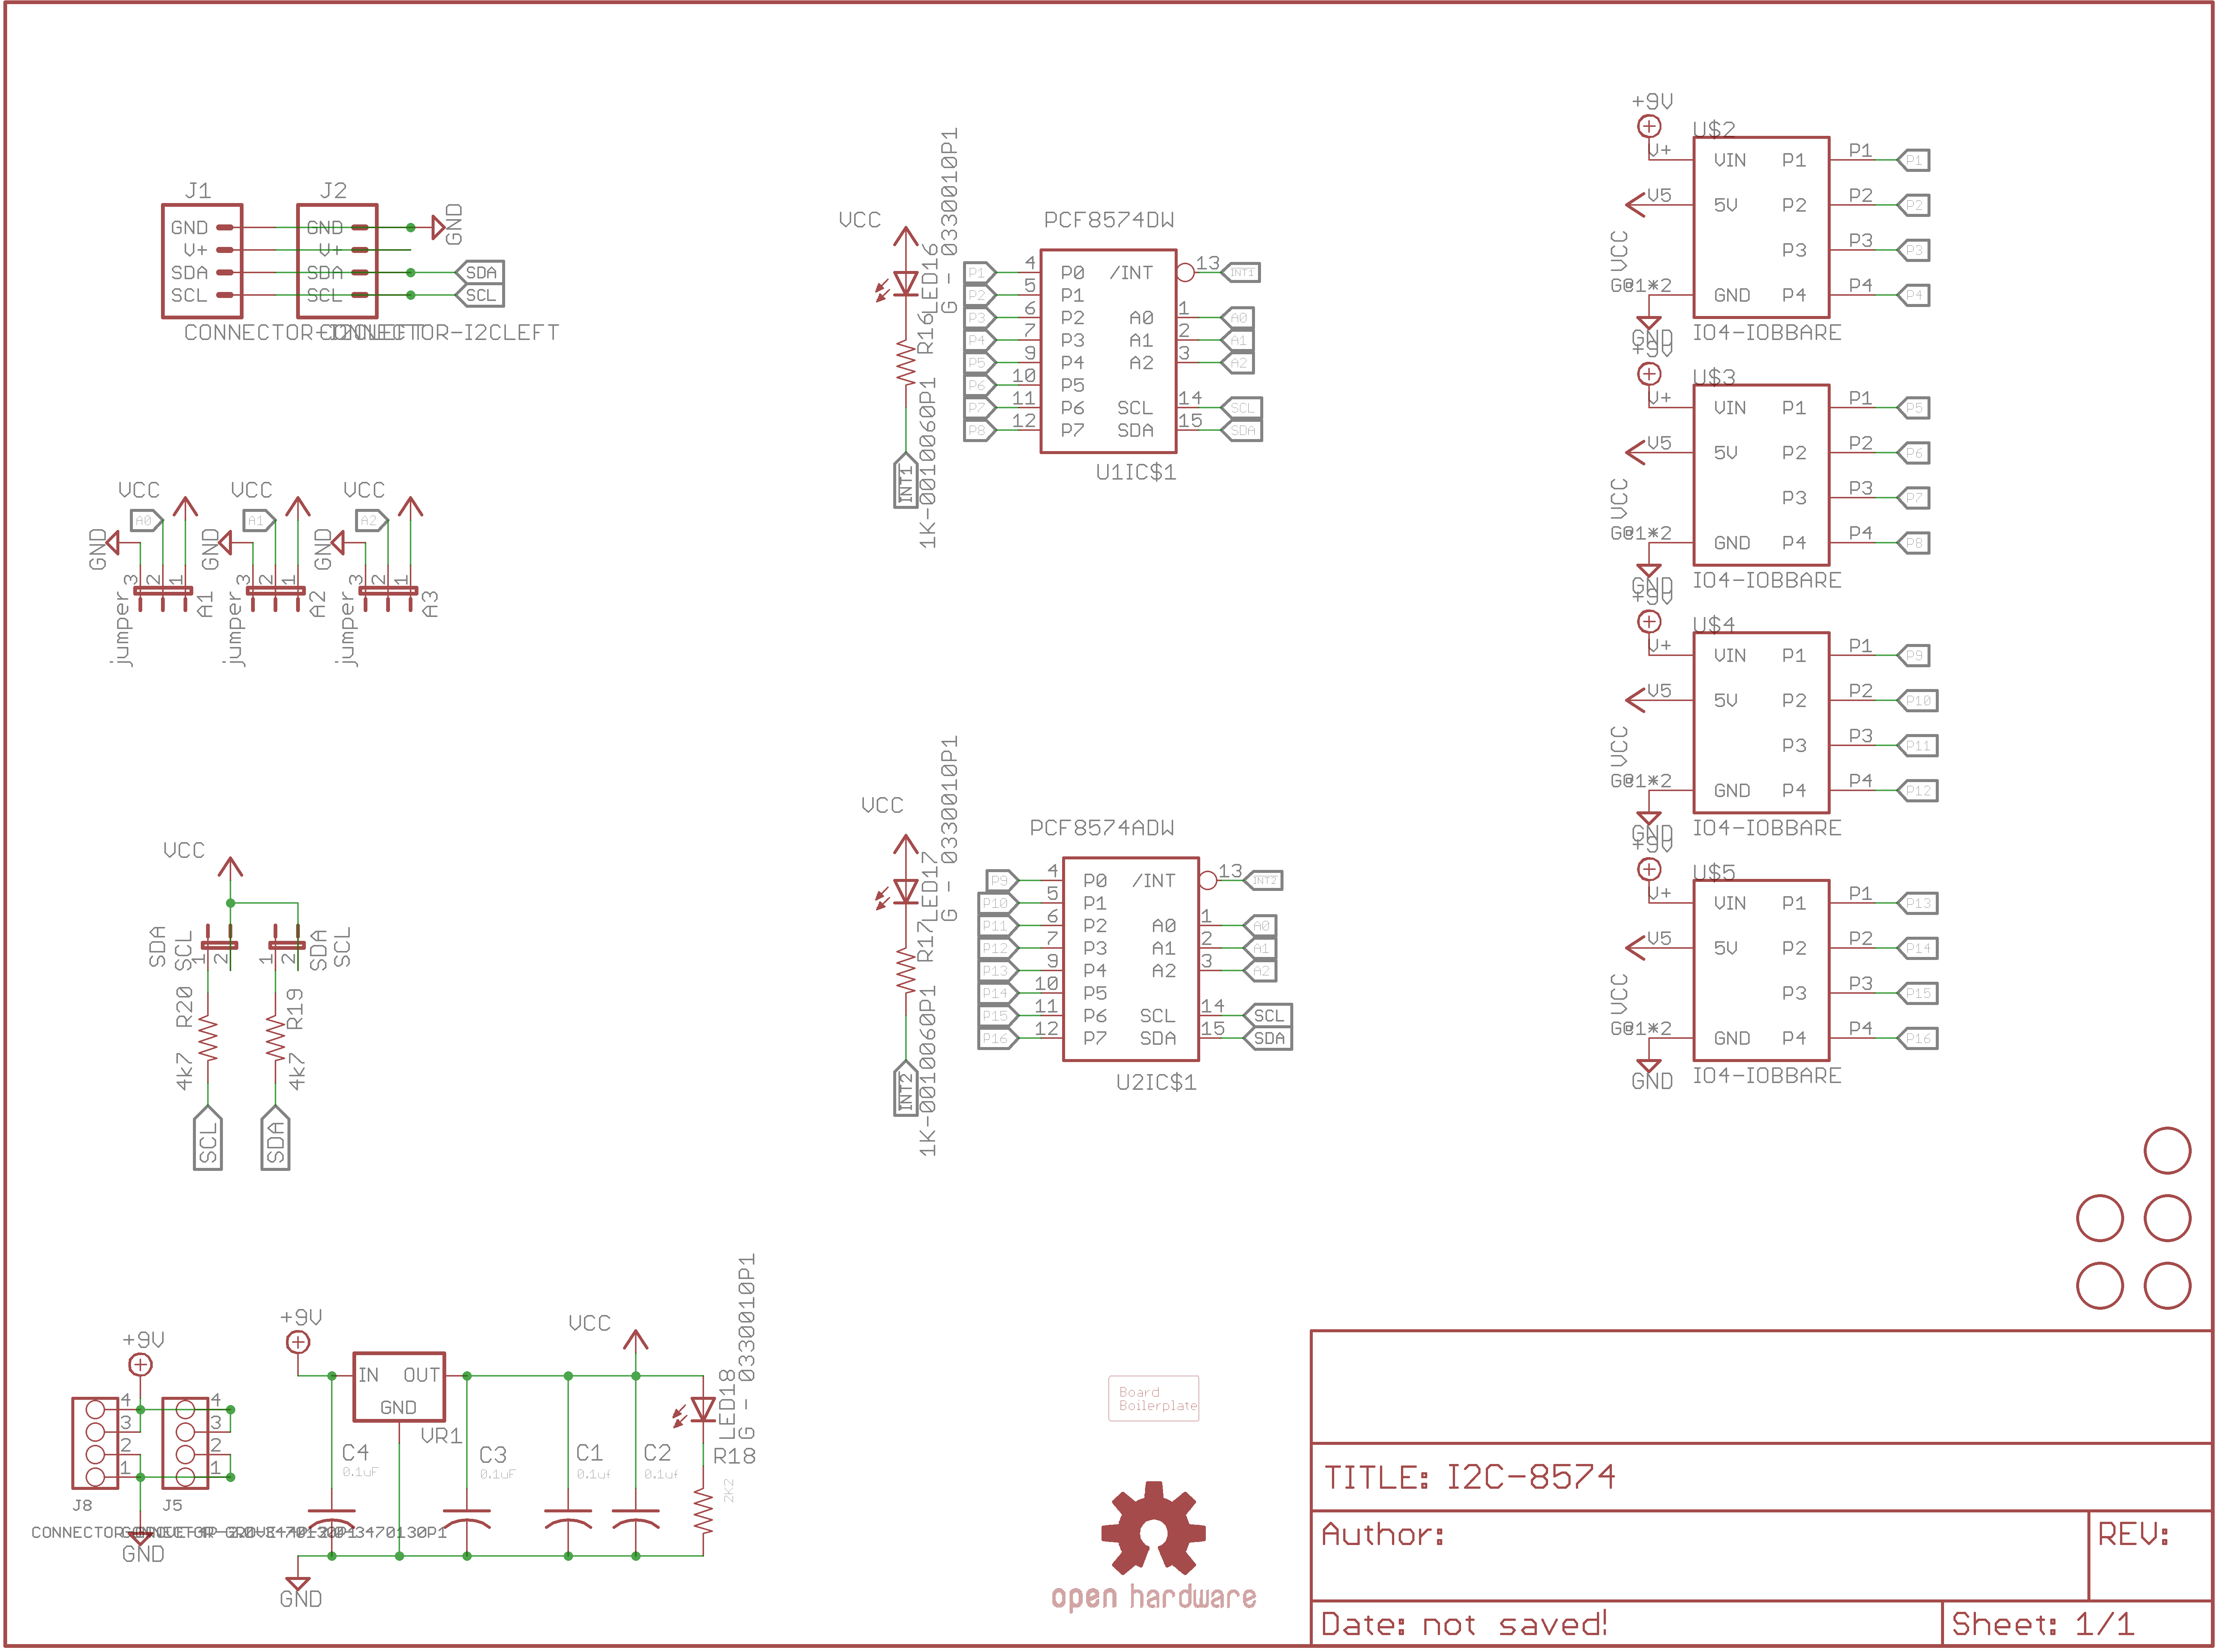 J1
GND
V+
SDA
SCL
J2
GND
V+
SDA
SCL
GND
SDA
SCL
CONNECTOR-I2CLEFT
VCC
VCC
VCC
A0
A1
A2
GND
GND
GND
3 2 1
3 2 1
3 2 1
jumper
A1
jumper
A2
jumper
A3
VCC
SDA
SCL
1 2
1 2
SDA
SCL
R20
4k7
R19
4k7
SCL
SDA
+9V
4
3
2
1
J8
4
3
2
1
J5
GND
+9V
IN OUT
GND
VR1
VCC
C4
0.1uF
C3
0.1uF
C1
0.1uf
C2
0.1uf
LED18
G - 0330010P1
R18
2K2
GND
VCC
LED16
G - 0330010P1
R16
1K-0010060P1
INT1
PCF8574DW
P1 4 P0
P2 5 P1
P3 6 P2
P4 7 P3
P5 9 P4
P6 10 P5
P7 11 P6
P8 12 P7
/INT 13 INT1
A0 1 A0
A1 2 A1
A2 3 A2
SCL 14 SCL
SDA 15 SDA
U1IC$1
VCC
LED17
G - 0330010P1
R17
1K-0010060P1
INT2
PCF8574ADW
P9 4 P0
P10 5 P1
P11 6 P2
P12 7 P3
P13 9 P4
P14 10 P5
P15 11 P6
P16 12 P7
/INT 13 INT2
A0 1 A0
A1 2 A1
A2 3 A2
SCL 14 SCL
SDA 15 SDA
U2IC$1
+9V
U$2
V+ VIN P1 P1 P1
V5 5V P2 P2 P2
VCC
P3 P3 P3
G@1*2 GND P4 P4 P4
GND
IO4-IOBBARE
+9V
U$3
V+ VIN P1 P1 P5
V5 5V P2 P2 P6
VCC
P3 P3 P7
G@1*2 GND P4 P4 P8
GND
IO4-IOBBARE
+9V
U$4
V+ VIN P1 P1 P9
V5 5V P2 P2 P10
VCC
P3 P3 P11
G@1*2 GND P4 P4 P12
GND
IO4-IOBBARE
+9V
U$5
V+ VIN P1 P1 P13
V5 5V P2 P2 P14
VCC
P3 P3 P15
G@1*2 GND P4 P4 P16
GND
IO4-IOBBARE
Board
Boilerplate
open hardware
TITLE: I2C-8574
Author:
REV:
Date: not saved!
Sheet: 1/1